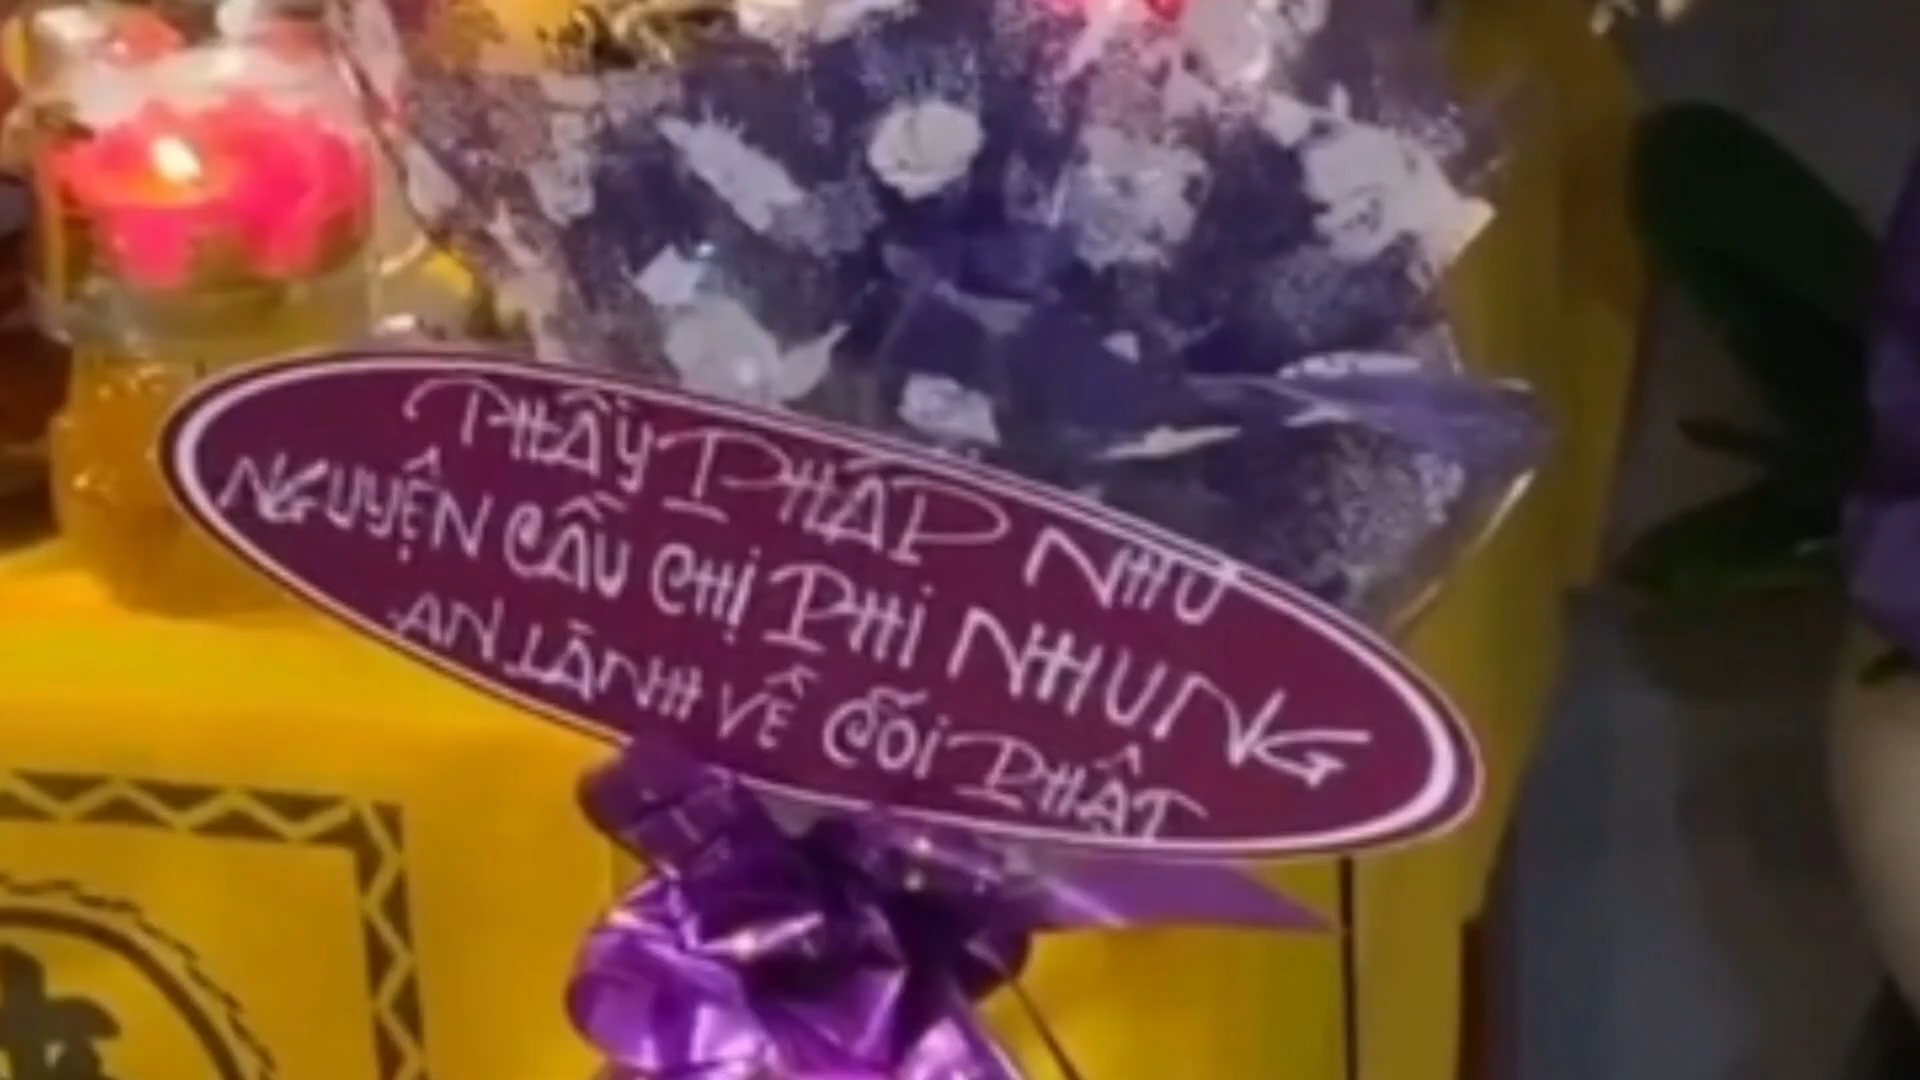 THẦY PHÁP NHƯ
NGUYỆN CẦU CHỊ PHI NHUNG
AN LÀNH VỀ CÕI PHẬT